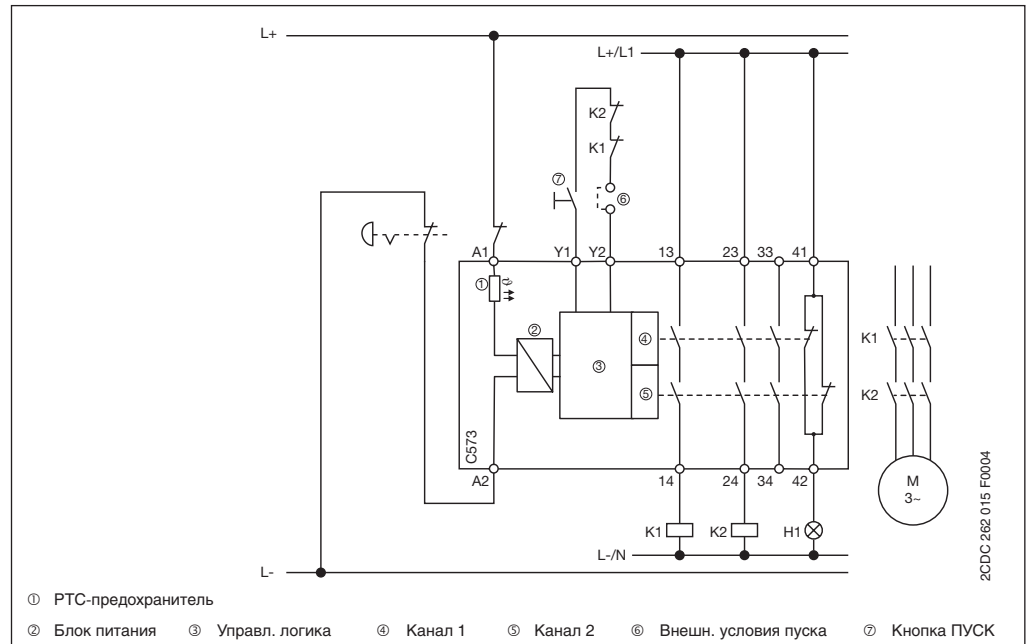 L+
L+/L1
K2
K1
⑦
⑥
A1
Y1
Y2
13
23
33
41
①
ϑ
②
③
④
⑤
C573
A2
14
24
34
42
K1
K2
M
3~
K1
K2
H1
L-/N
L-
2CDC 262 015 F0004
① PTC-предохранитель
② Блок питания ③ Управл. логика ④ Канал 1 ⑤ Канал 2 ⑥ Внешн. условия пуска ⑦ Кнопка ПУСК